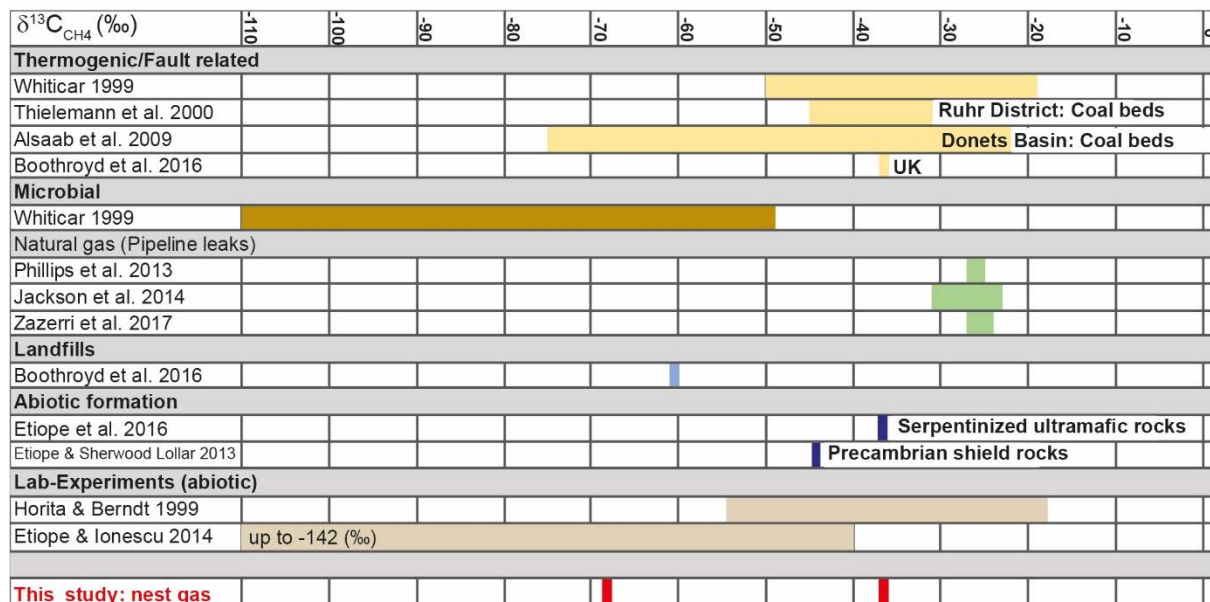 δ13CCH4 (‰) -110 -100 -90 -80 -70 -60 -50 -40 -30 -20 -10 0
Thermogenic/Fault related
Whiticar 1999
Thielemann et al. 2000 Ruhr District: Coal beds
Alsaab et al. 2009 Donets Basin: Coal beds
Boothroyd et al. 2016 UK
Microbial
Whiticar 1999
Natural gas (Pipeline leaks)
Phillips et al. 2013
Jackson et al. 2014
Zazerri et al. 2017
Landfills
Boothroyd et al. 2016
Abiotic formation
Etiope et al. 2016 Serpentinized ultramafic rocks
Etiope & Sherwood Lollar 2013 Precambrian shield rocks
Lab-Experiments (abiotic)
Horita & Berndt 1999
Etiope & Ionescu 2014 up to -142 (‰)
This study: nest gas